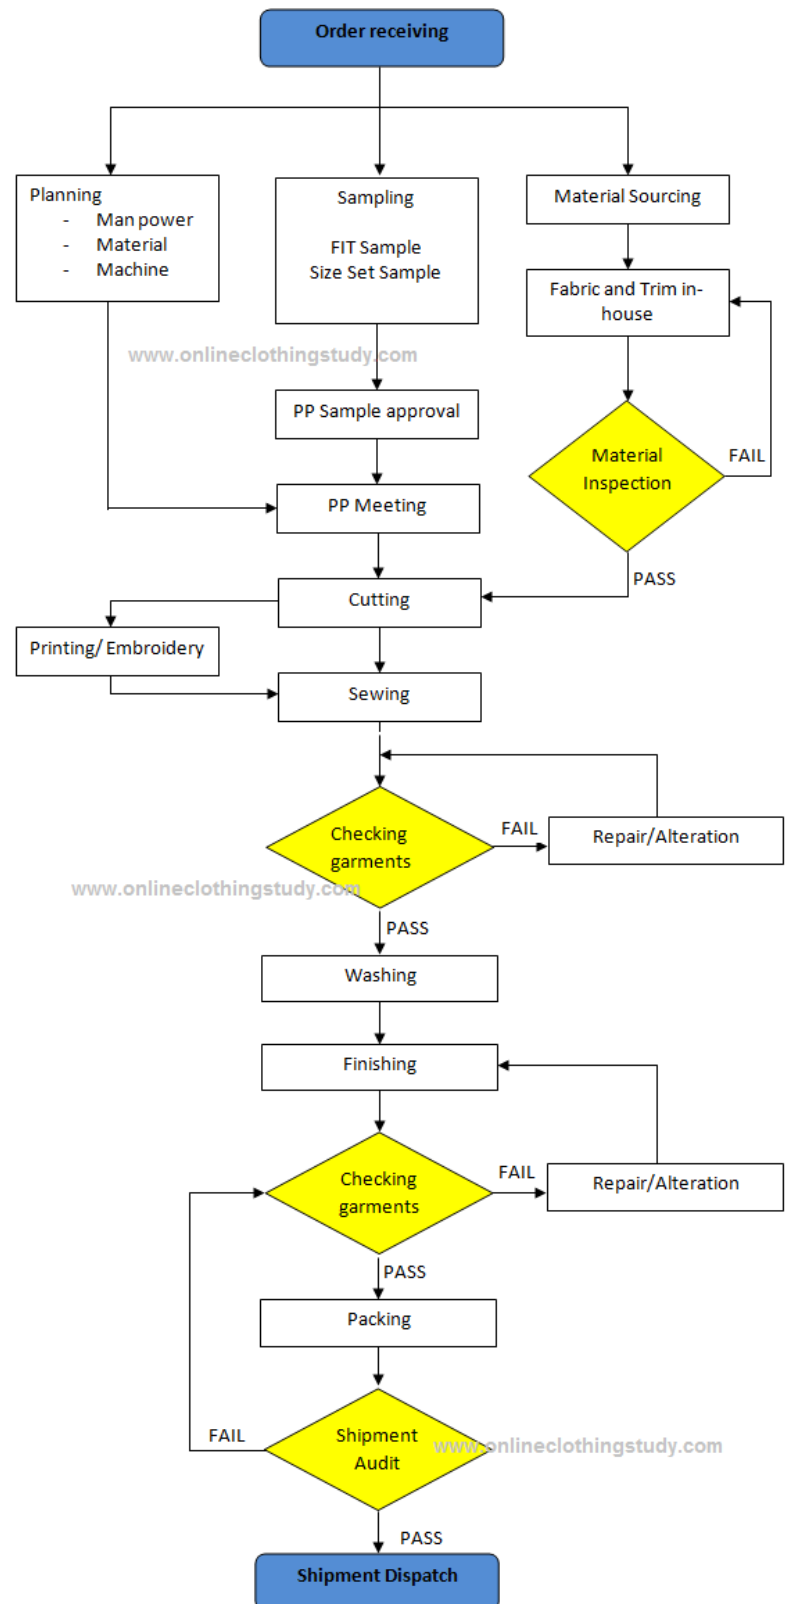 Order receiving
Planning
- Man power
- Material
- Machine
Sampling
FIT Sample
Size Set Sample
Material Sourcing
Fabric and Trim in-
house
www.onlineclothingstudy.com
PP Sample approval
Material
Inspection
FAIL
PP Meeting
PASS
Cutting
Printing/ Embroidery
Sewing
Checking
garments
FAIL
Repair/Alteration
www.onlineclothingstudy.com
PASS
Washing
Finishing
Checking
garments
FAIL
Repair/Alteration
PASS
Packing
FAIL
Shipment
Audit
www.onlineclothingstudy.com
PASS
Shipment Dispatch